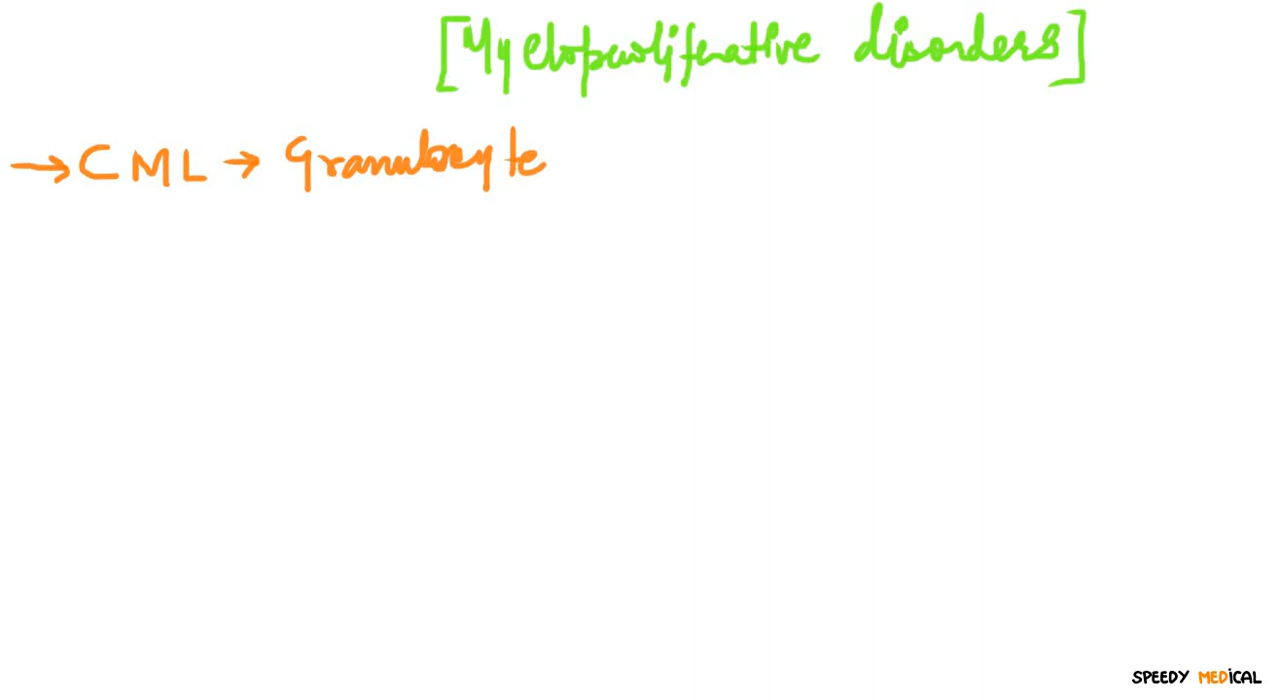 [Myeloproliferative disorders]
→ CML → Granulocyte
SPEEDY MEDICAL